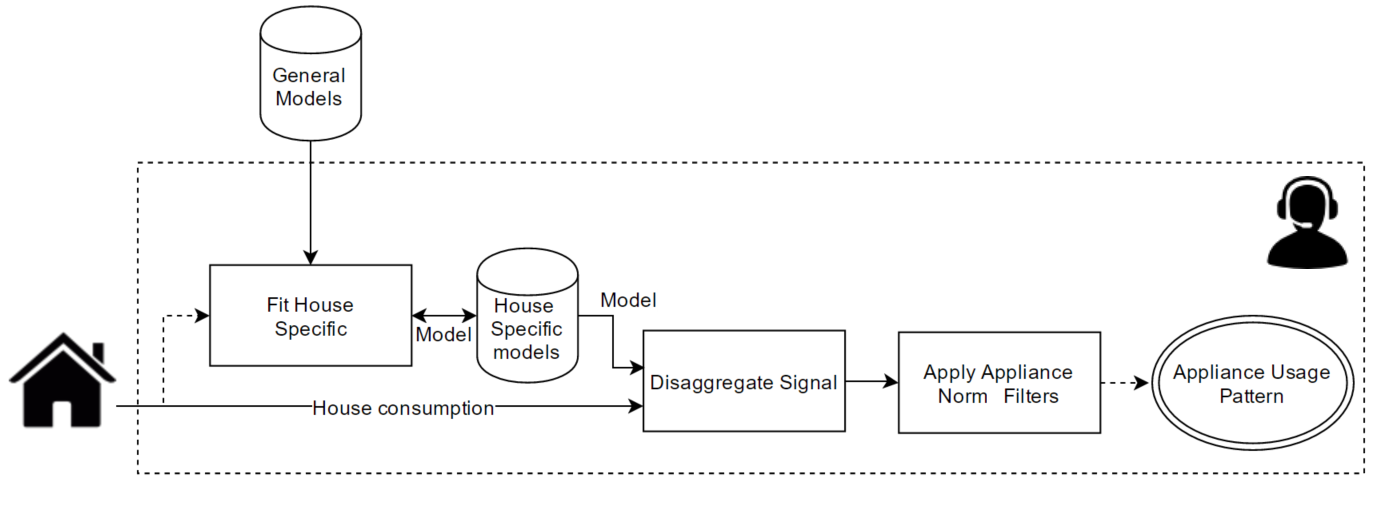 General
Models
Fit House
Specific
Model
House
Specific
models
Model
House consumption
Disaggregate Signal
Apply Appliance
Norm Filters
Appliance Usage
Pattern